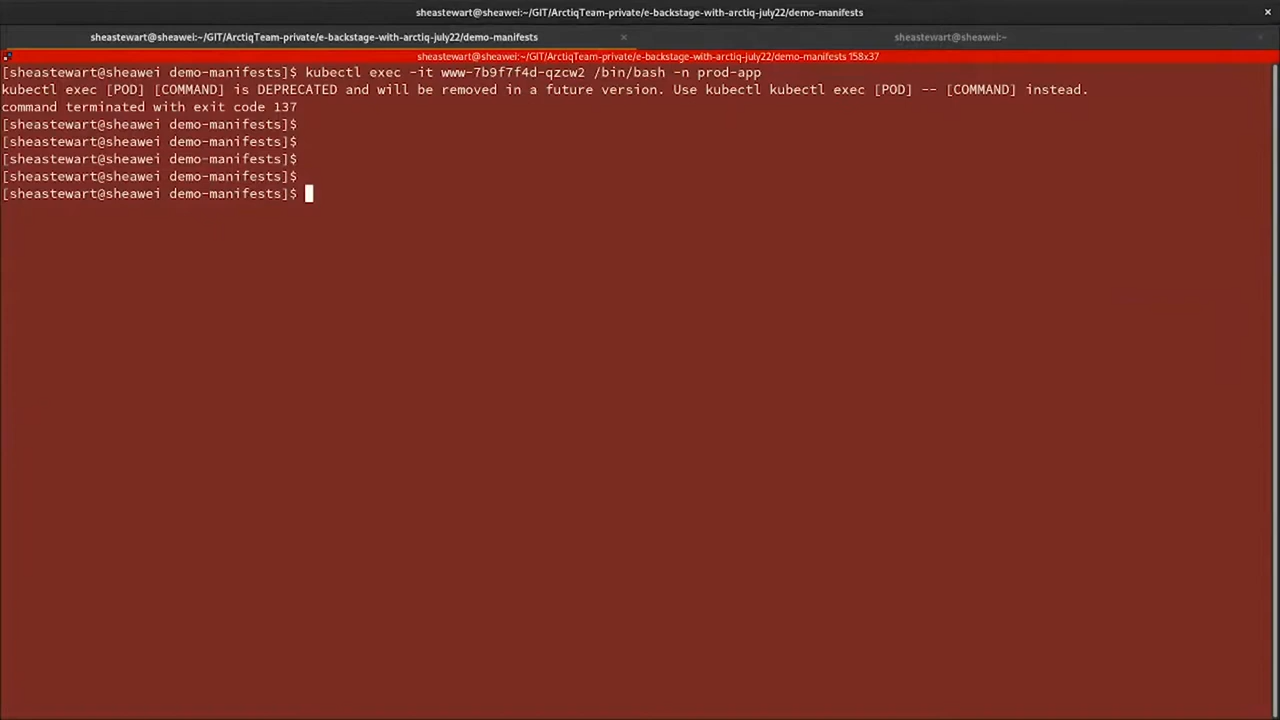 sheastewart@sheawei:~/GIT/ArctiqTeam-private/e-backstage-with-arctiq-july22/demo-manifests
sheastewart@sheawei:~/GIT/ArctiqTeam-private/e-backstage-with-arctiq-july22/demo-manifests
sheastewart@sheawei:~
sheastewart@sheawei:~/GIT/ArctiqTeam-private/e-backstage-with-arctiq-july22/demo-manifests 158x37
[sheastewart@sheawei demo-manifests]$ kubectl exec -it www-7b9f7f4d-qzcw2 /bin/bash -n prod-app
kubectl exec [POD] [COMMAND] is DEPRECATED and will be removed in a future version. Use kubectl kubectl exec [POD] -- [COMMAND] instead.
command terminated with exit code 137
[sheastewart@sheawei demo-manifests]$
[sheastewart@sheawei demo-manifests]$
[sheastewart@sheawei demo-manifests]$
[sheastewart@sheawei demo-manifests]$
[sheastewart@sheawei demo-manifests]$